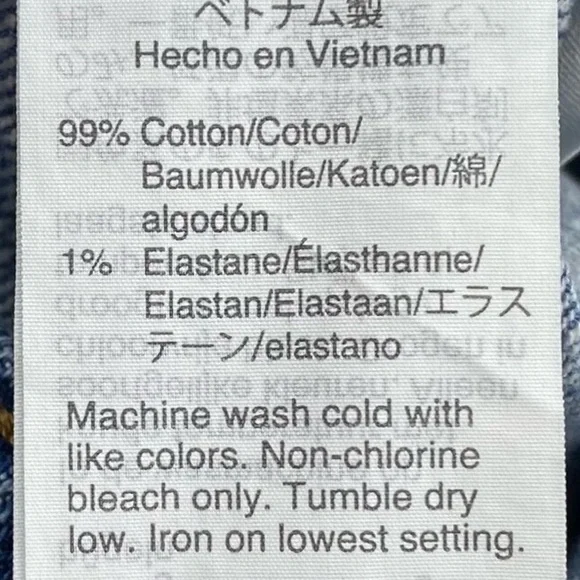 ベトナム製
Hecho en Vietnam
99% Cotton/Coton/
Baumwolle/Katoen/綿/
algodón
1% Elastane/Élasthanne/
Elastan/Elastaan/エラス
テーン/elastano
Machine wash cold with
like colors. Non-chlorine
bleach only. Tumble dry
low. Iron on lowest setting.